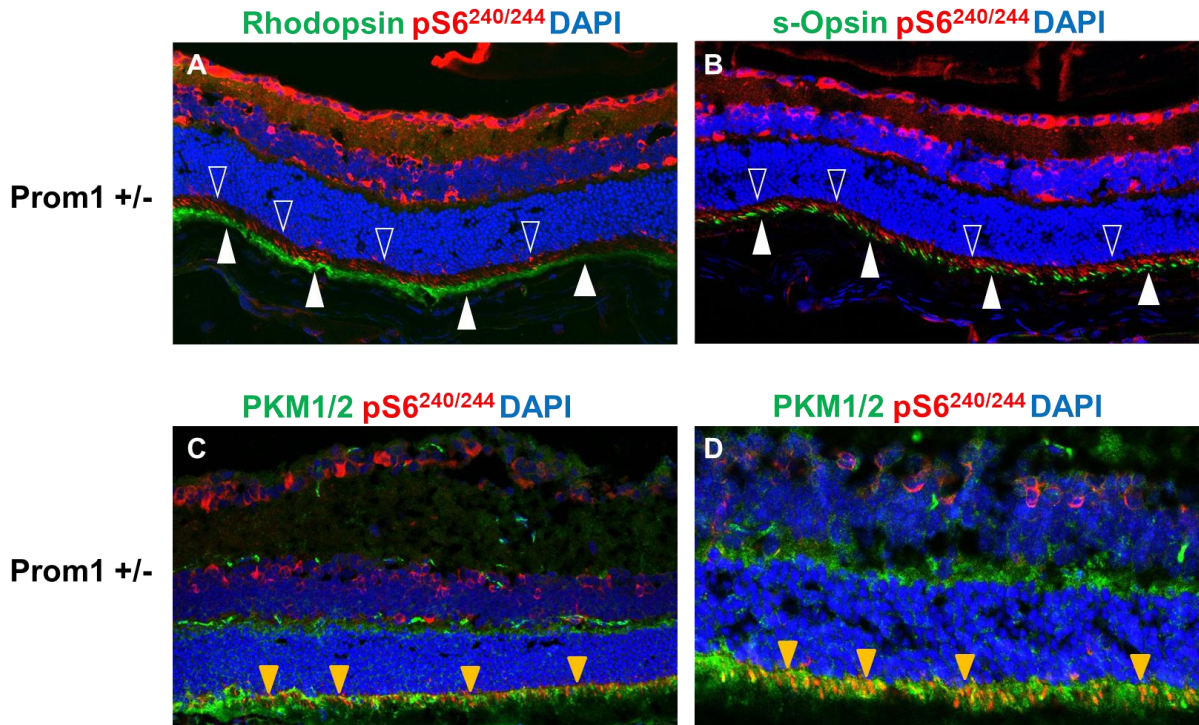 Rhodopsin pS6240/244 DAPI
s-Opsin pS6240/244 DAPI
A
B
Prom1 +/-
PKM1/2 pS6240/244 DAPI
PKM1/2 pS6240/244 DAPI
C
D
Prom1 +/-